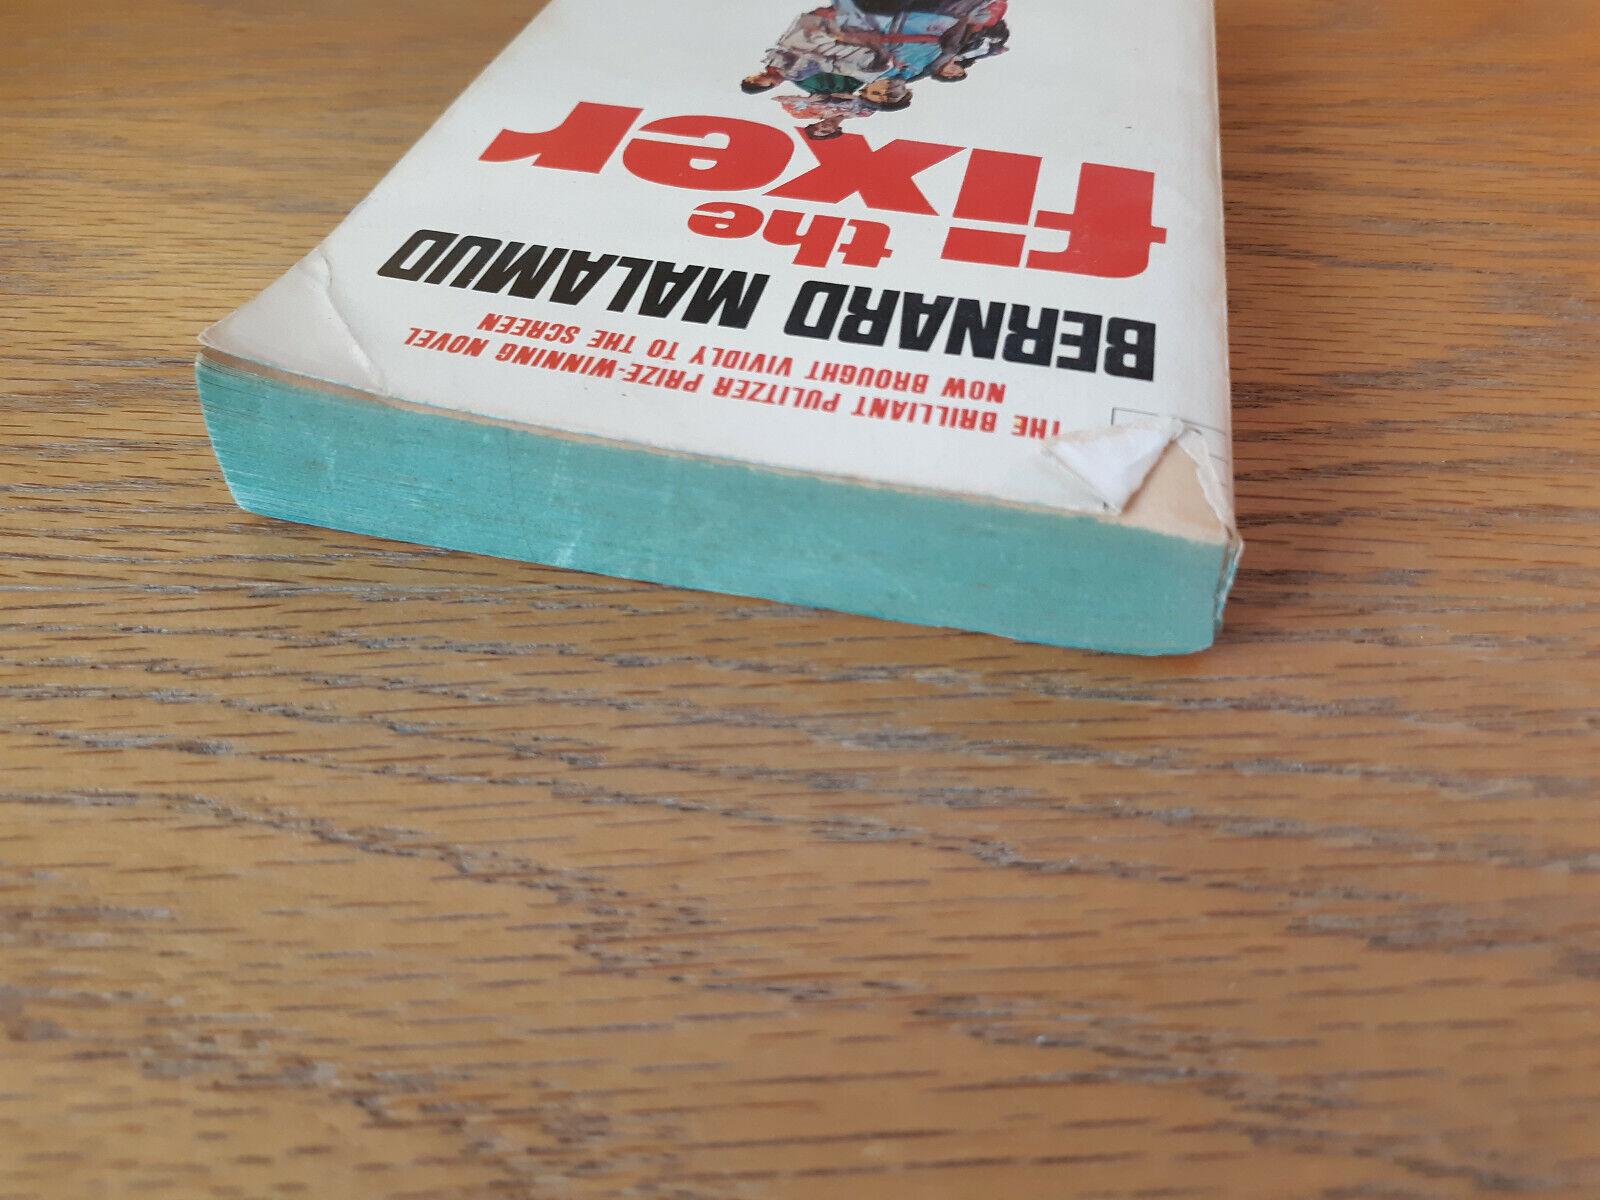 THE BRILLIANT PULITZER PRIZE-WINNING NOVEL
NOW BROUGHT VIVIDLY TO THE SCREEN
BERNARD MALAMUD
the
fixer